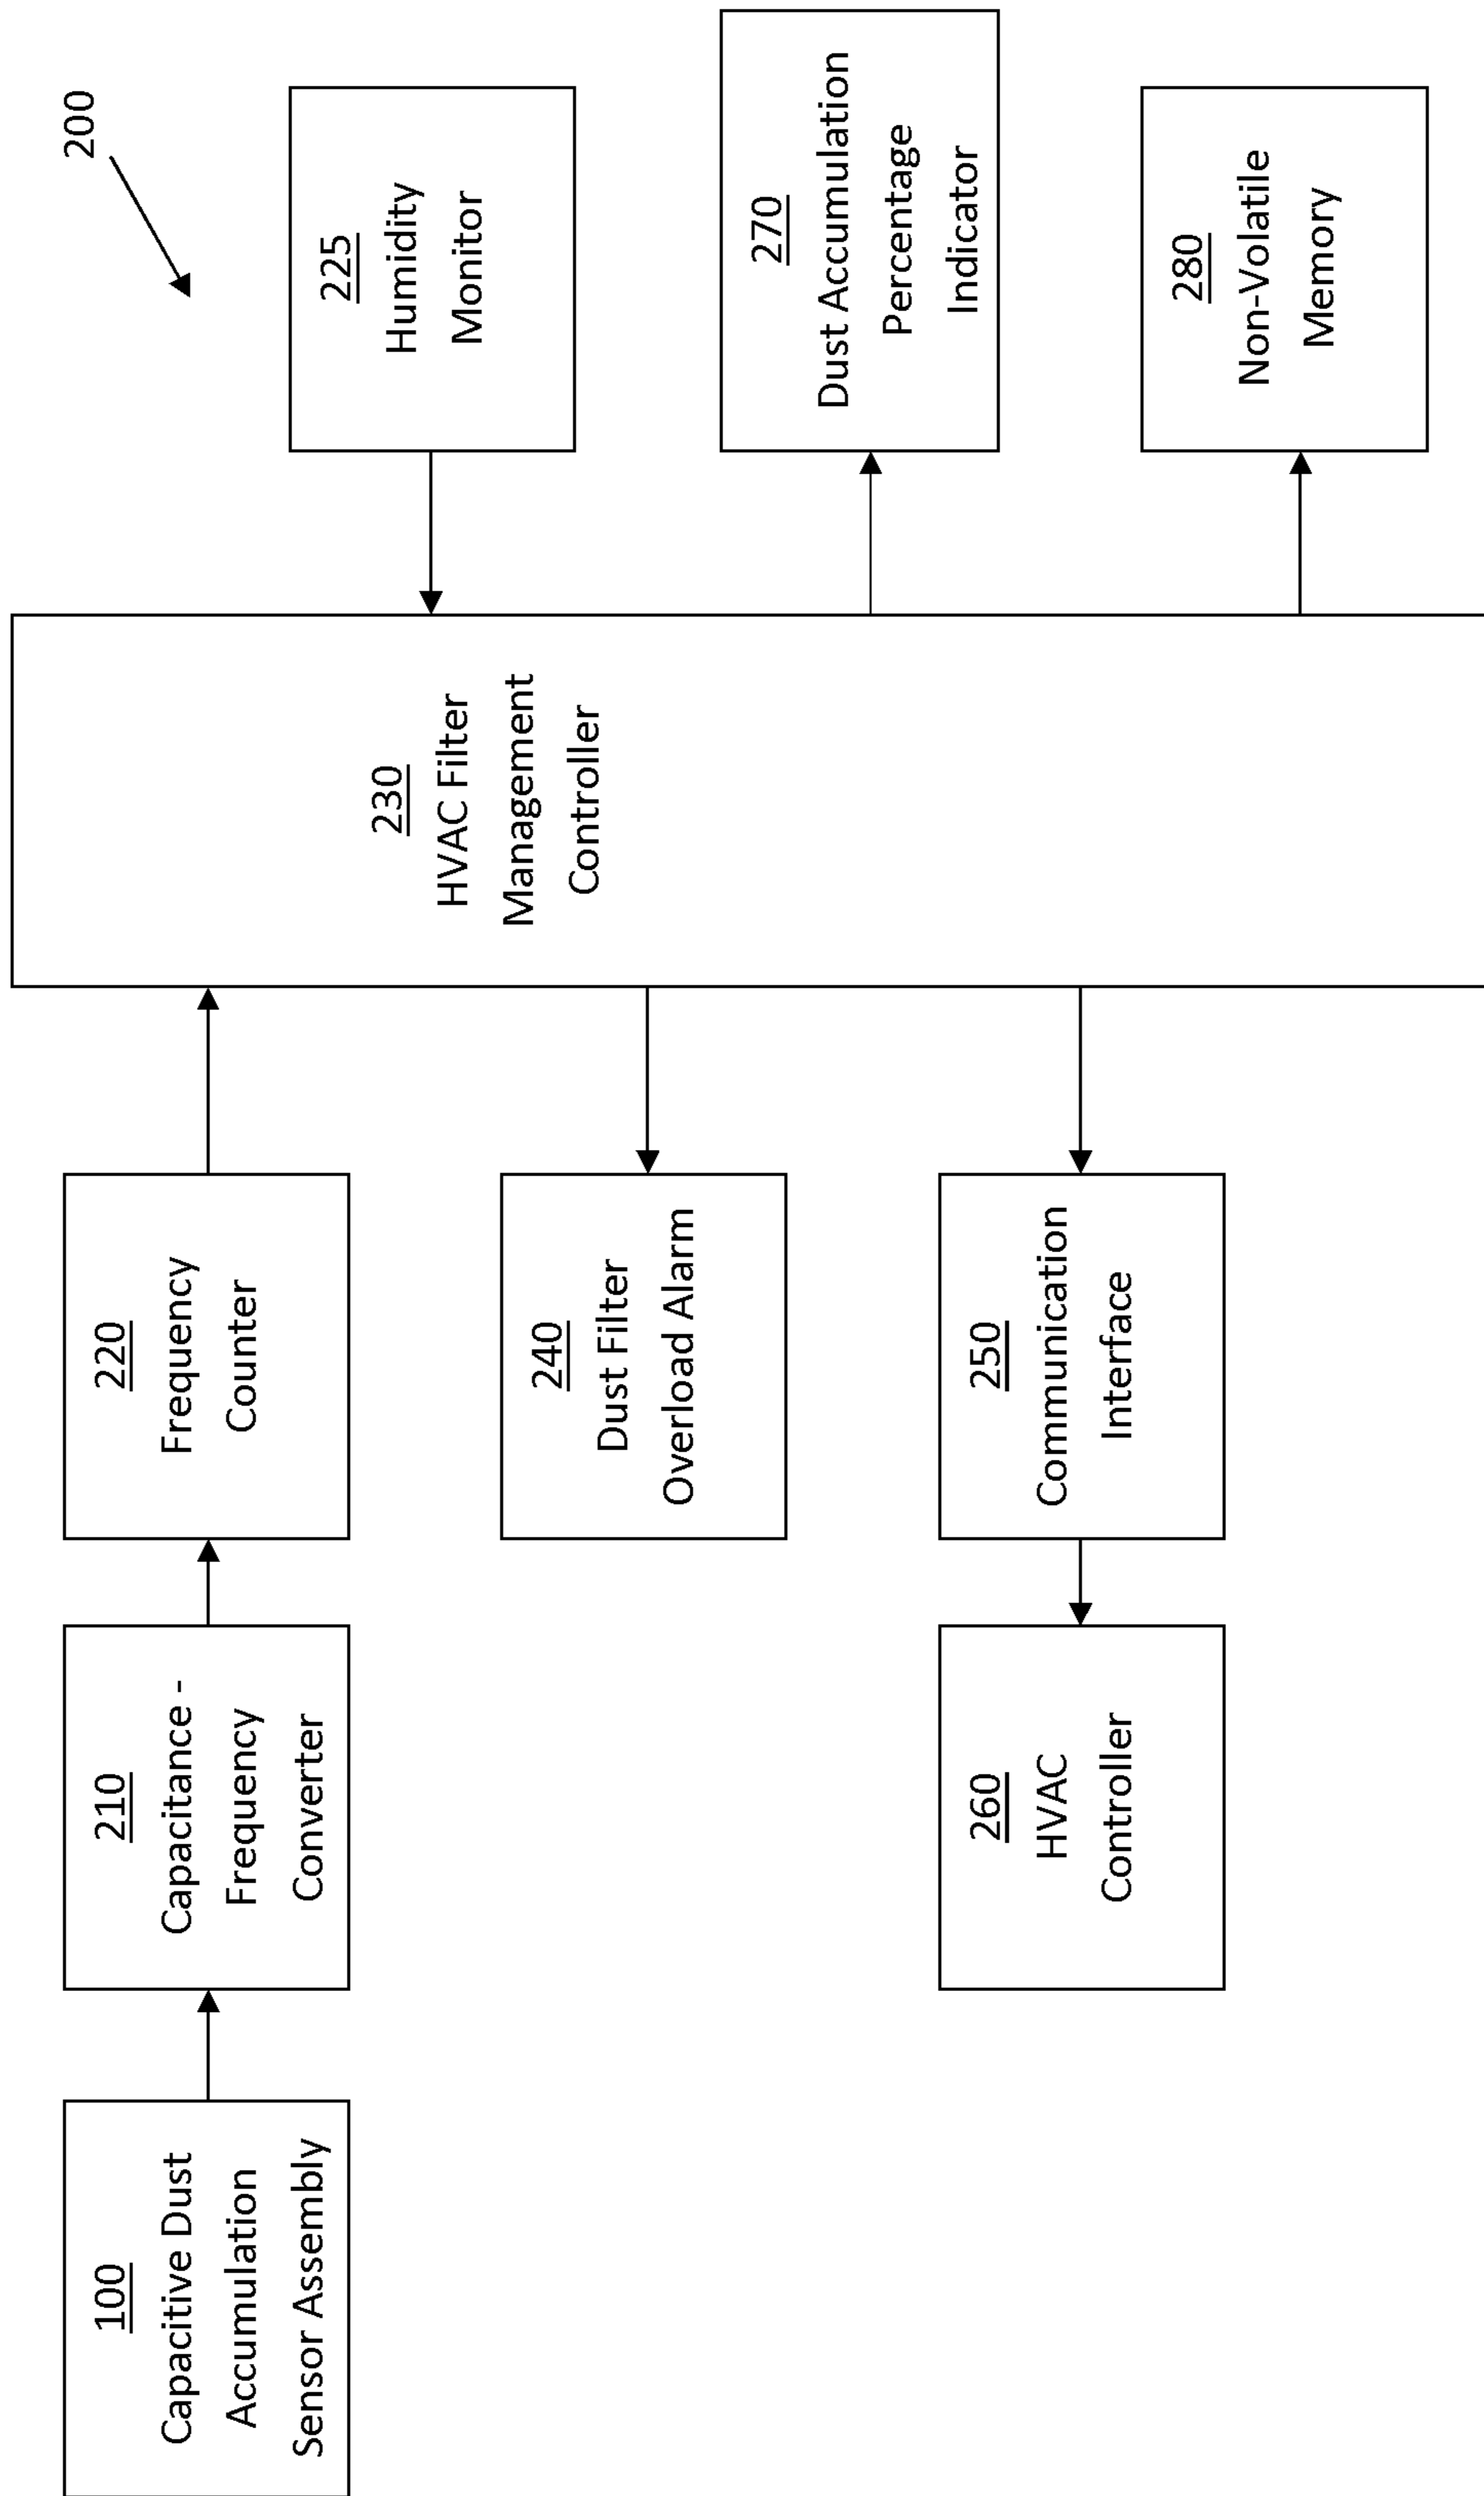 200
100
Capacitive Dust
Accumulation
Sensor Assembly
210
Capacitance -
Frequency
Converter
220
Frequency
Counter
230
HVAC Filter
Management
Controller
225
Humidity
Monitor
240
Dust Filter
Overload Alarm
270
Dust Accumulation
Percentage
Indicator
260
HVAC
Controller
250
Communication
Interface
280
Non-Volatile
Memory